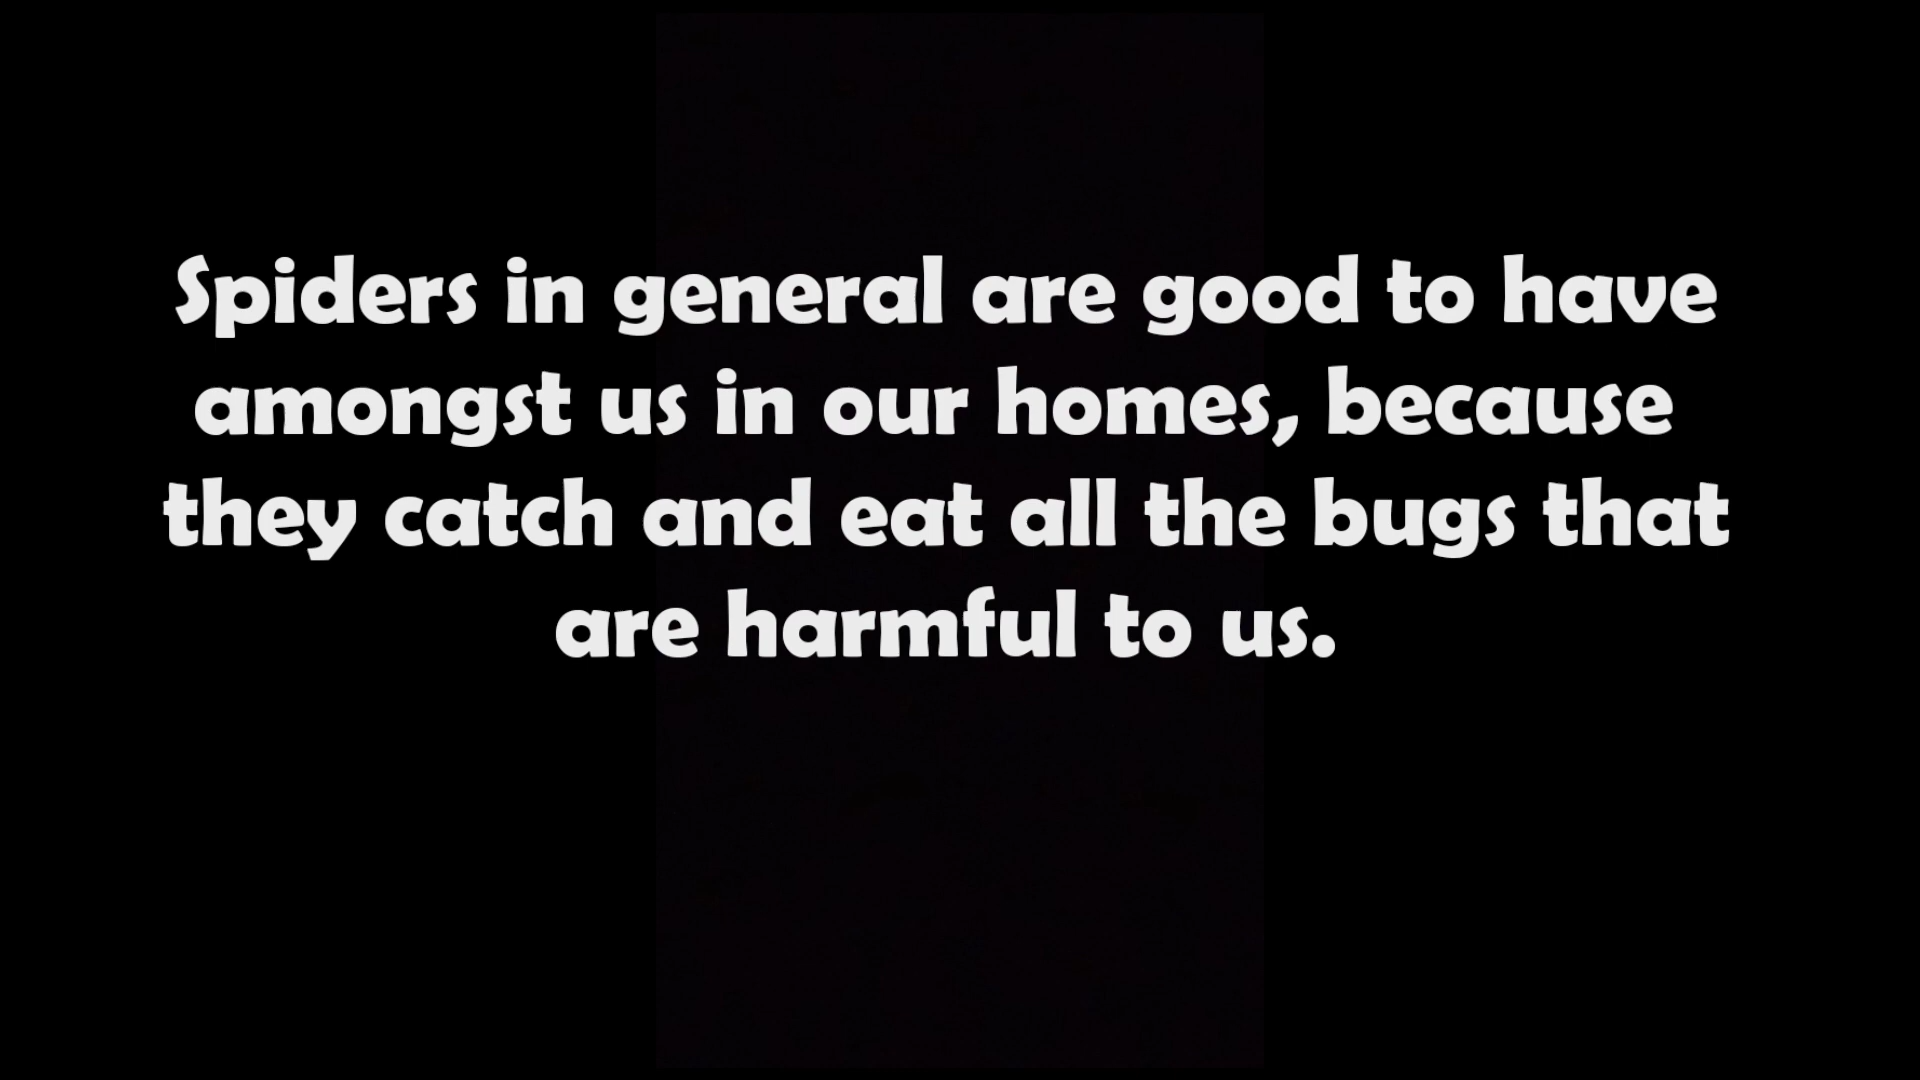 Spiders in general are good to have
amongst us in our homes, because
they catch and eat all the bugs that
are harmful to us.